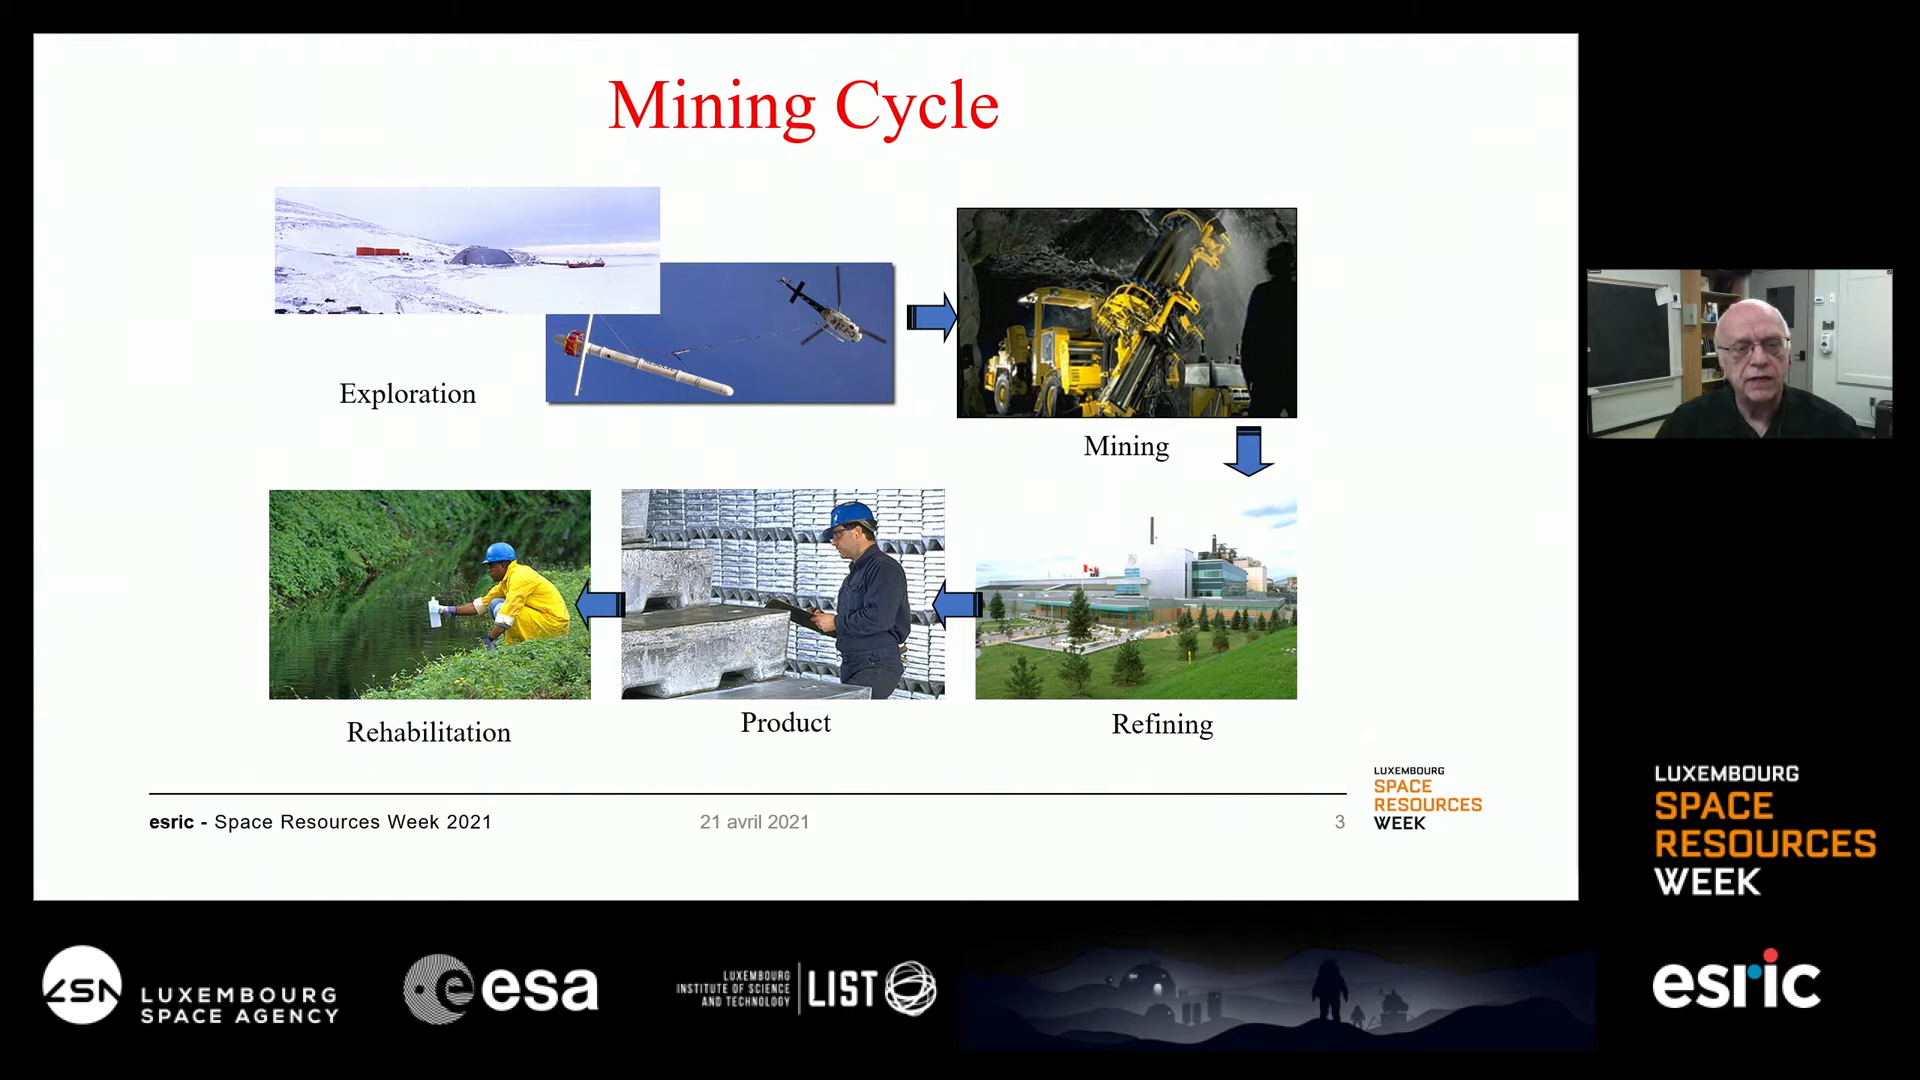 Mining Cycle
Exploration
Mining
Rehabilitation
Product
Refining
esric - Space Resources Week 2021
21 avril 2021
3
LUXEMBOURG
SPACE
RESOURCES
WEEK
LUXEMBOURG
SPACE
RESOURCES
WEEK
LSA
LUXEMBOURG
SPACE AGENCY
esa
LUXEMBOURG
INSTITUTE OF SCIENCE
AND TECHNOLOGY
LIST
esric